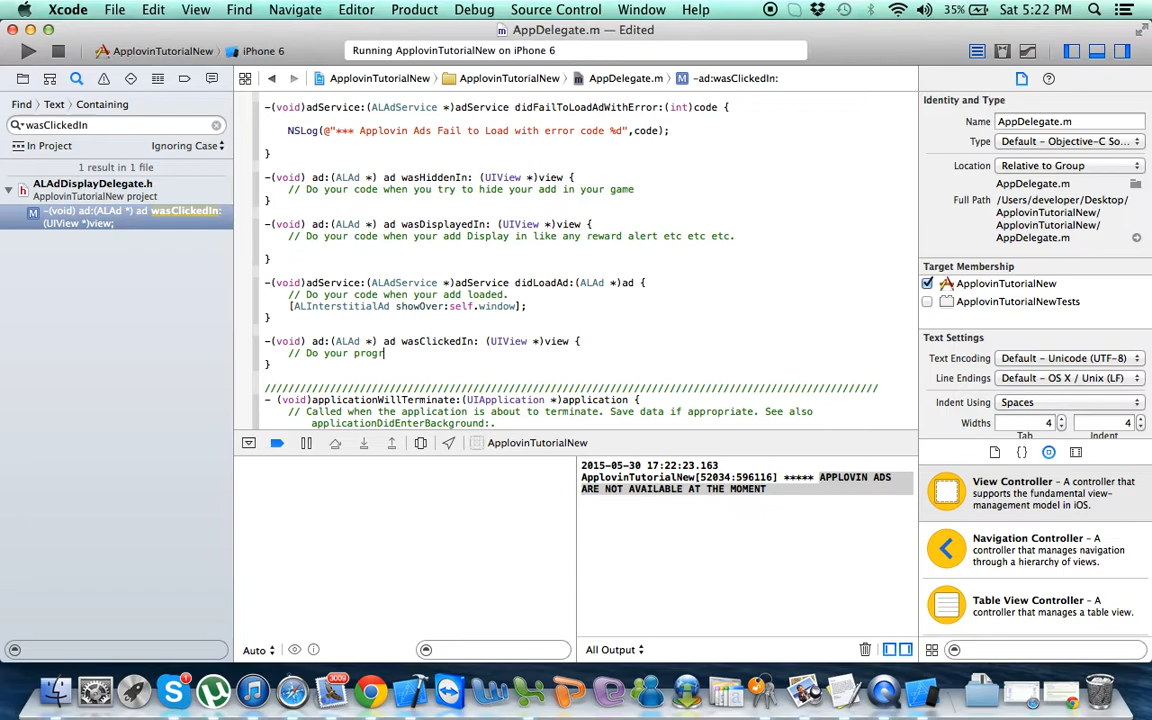 Xcode File Edit View Find Navigate Editor Product Debug Source Control Window Help 35% Sat 5:22 PM
AppDelegate.m — Edited
ApplovinTutorialNew iPhone 6 Running ApplovinTutorialNew on iPhone 6
ApplovinTutorialNew ApplovinTutorialNew AppDelegate.m M -ad:wasClickedIn:
Find Text Containing
wasClickedIn
In Project Ignoring Case
1 result in 1 file
ALAdDisplayDelegate.h
ApplovinTutorialNew project
M -(void) ad:(ALAd *) ad wasClickedIn:
(UIView *)view;
-(void)adService:(ALAdService *)adService didFailToLoadAdWithError:(int)code {
NSLog(@"*** Applovin Ads Fail to Load with error code %d",code);
}
-(void) ad:(ALAd *) ad wasHiddenIn: (UIView *)view {
// Do your code when you try to hide your add in your game
}
-(void) ad:(ALAd *) ad wasDisplayedIn: (UIView *)view {
// Do your code when your add Display in like any reward alert etc etc etc.
}
-(void)adService:(ALAdService *)adService didLoadAd:(ALAd *)ad {
// Do your code when your add loaded.
[ALInterstitialAd showOver:self.window];
}
-(void) ad:(ALAd *) ad wasClickedIn: (UIView *)view {
// Do your progr
}
////////////////////////////////////////////////////////////////////////////////////////////////////////
- (void)applicationWillTerminate:(UIApplication *)application {
// Called when the application is about to terminate. Save data if appropriate. See also
applicationDidEnterBackground:.
ApplovinTutorialNew
2015-05-30 17:22:23.163
ApplovinTutorialNew[52034:596116] ***** APPLOVIN ADS
ARE NOT AVAILABLE AT THE MOMENT
Auto
All Output
Identity and Type
Name AppDelegate.m
Type Default - Objective-C So...
Location Relative to Group
AppDelegate.m
Full Path /Users/developer/Desktop/
ApplovinTutorialNew/
ApplovinTutorialNew/
AppDelegate.m
Target Membership
ApplovinTutorialNew
ApplovinTutorialNewTests
Text Settings
Text Encoding Default - Unicode (UTF-8)
Line Endings Default - OS X / Unix (LF)
Indent Using Spaces
Widths 4 4
Tab Indent
View Controller - A controller that
supports the fundamental view-
management model in iOS.
Navigation Controller - A
controller that manages navigation
through a hierarchy of views.
Table View Controller - A
controller that manages a table view.
1
3009